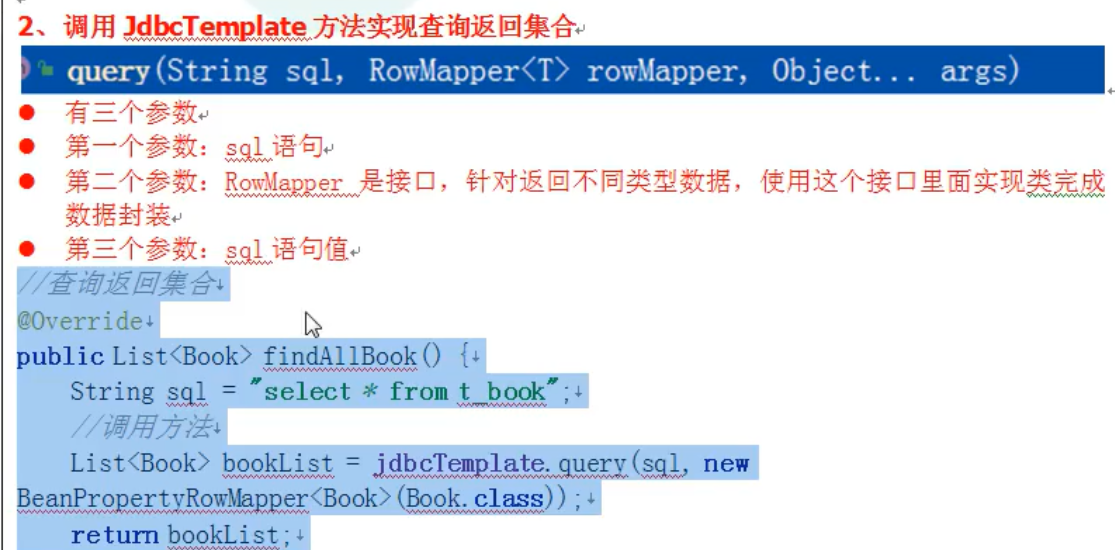 2、调用 JdbcTemplate 方法实现查询返回集合
query(String sql, RowMapper<T> rowMapper, Object... args)
● 有三个参数
● 第一个参数：sql 语句
● 第二个参数：RowMapper 是接口，针对返回不同类型数据，使用这个接口里面实现类完成
数据封装
● 第三个参数：sql 语句值
//查询返回集合
@Override
public List<Book> findAllBook() {
String sql = "select * from t_book";
//调用方法
List<Book> bookList = jdbcTemplate.query(sql, new
BeanPropertyRowMapper<Book>(Book.class));
return bookList;